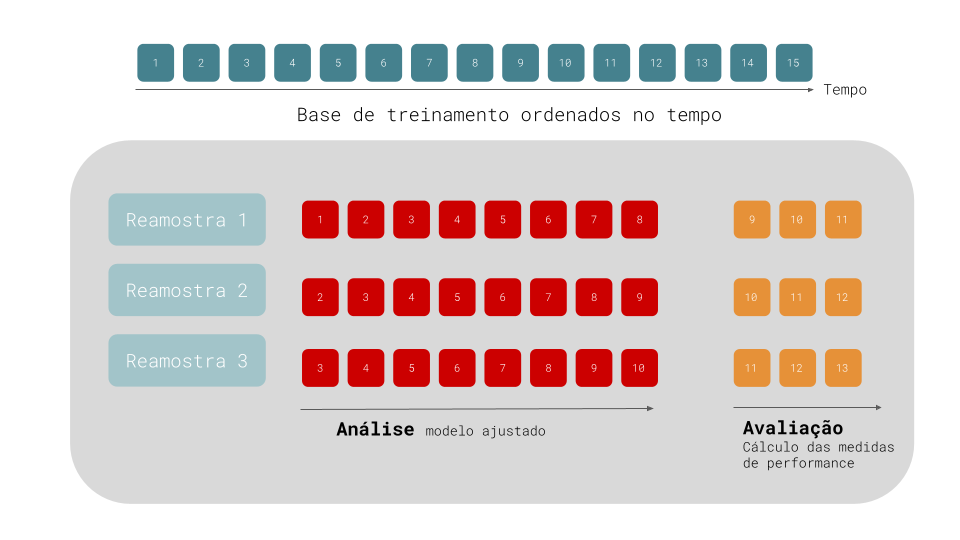 1 2 3 4 5 6 7 8 9 10 11 12 13 14 15
Tempo
Base de treinamento ordenados no tempo
Reamostra 1 1 2 3 4 5 6 7 8 9 10 11
Reamostra 2 2 3 4 5 6 7 8 9 10 11 12
Reamostra 3 3 4 5 6 7 8 9 10 11 12 13
Análise modelo ajustado
Avaliação
Cálculo das medidas
de performance